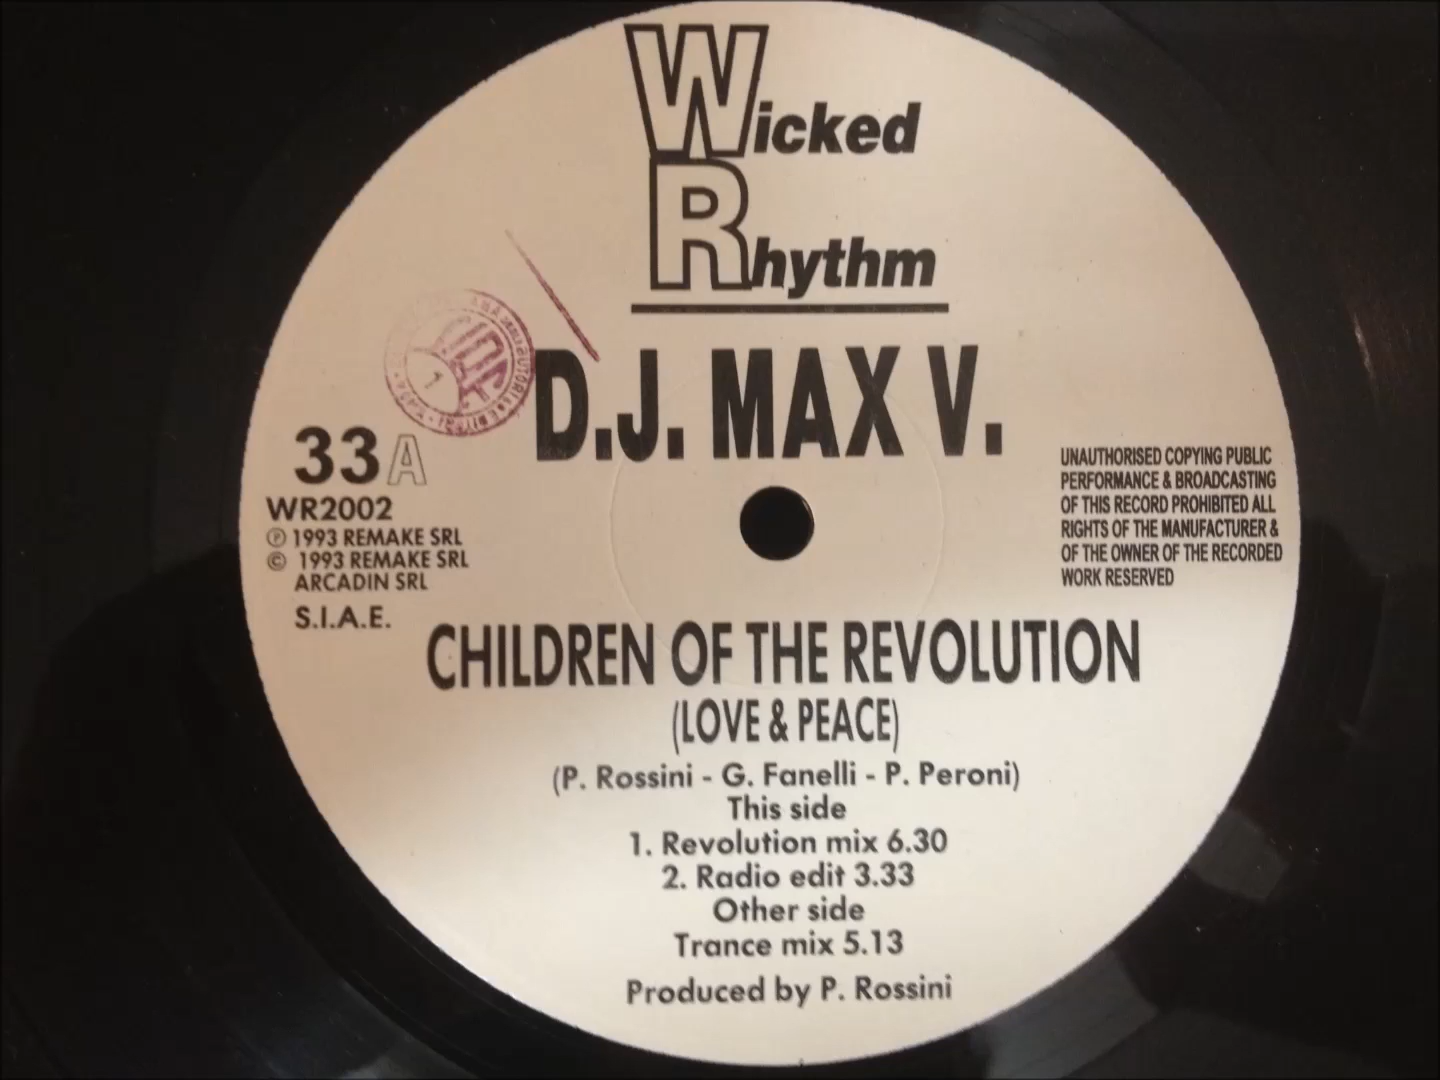 Wicked
Rhythm
D.J. MAX V.
33 A
WR2002
℗ 1993 REMAKE SRL
© 1993 REMAKE SRL
ARCADIN SRL
S.I.A.E.
UNAUTHORISED COPYING PUBLIC
PERFORMANCE & BROADCASTING
OF THIS RECORD PROHIBITED ALL
RIGHTS OF THE MANUFACTURER &
OF THE OWNER OF THE RECORDED
WORK RESERVED
CHILDREN OF THE REVOLUTION
(LOVE & PEACE)
(P. Rossini - G. Fanelli - P. Peroni)
This side
1. Revolution mix 6.30
2. Radio edit 3.33
Other side
Trance mix 5.13
Produced by P. Rossini